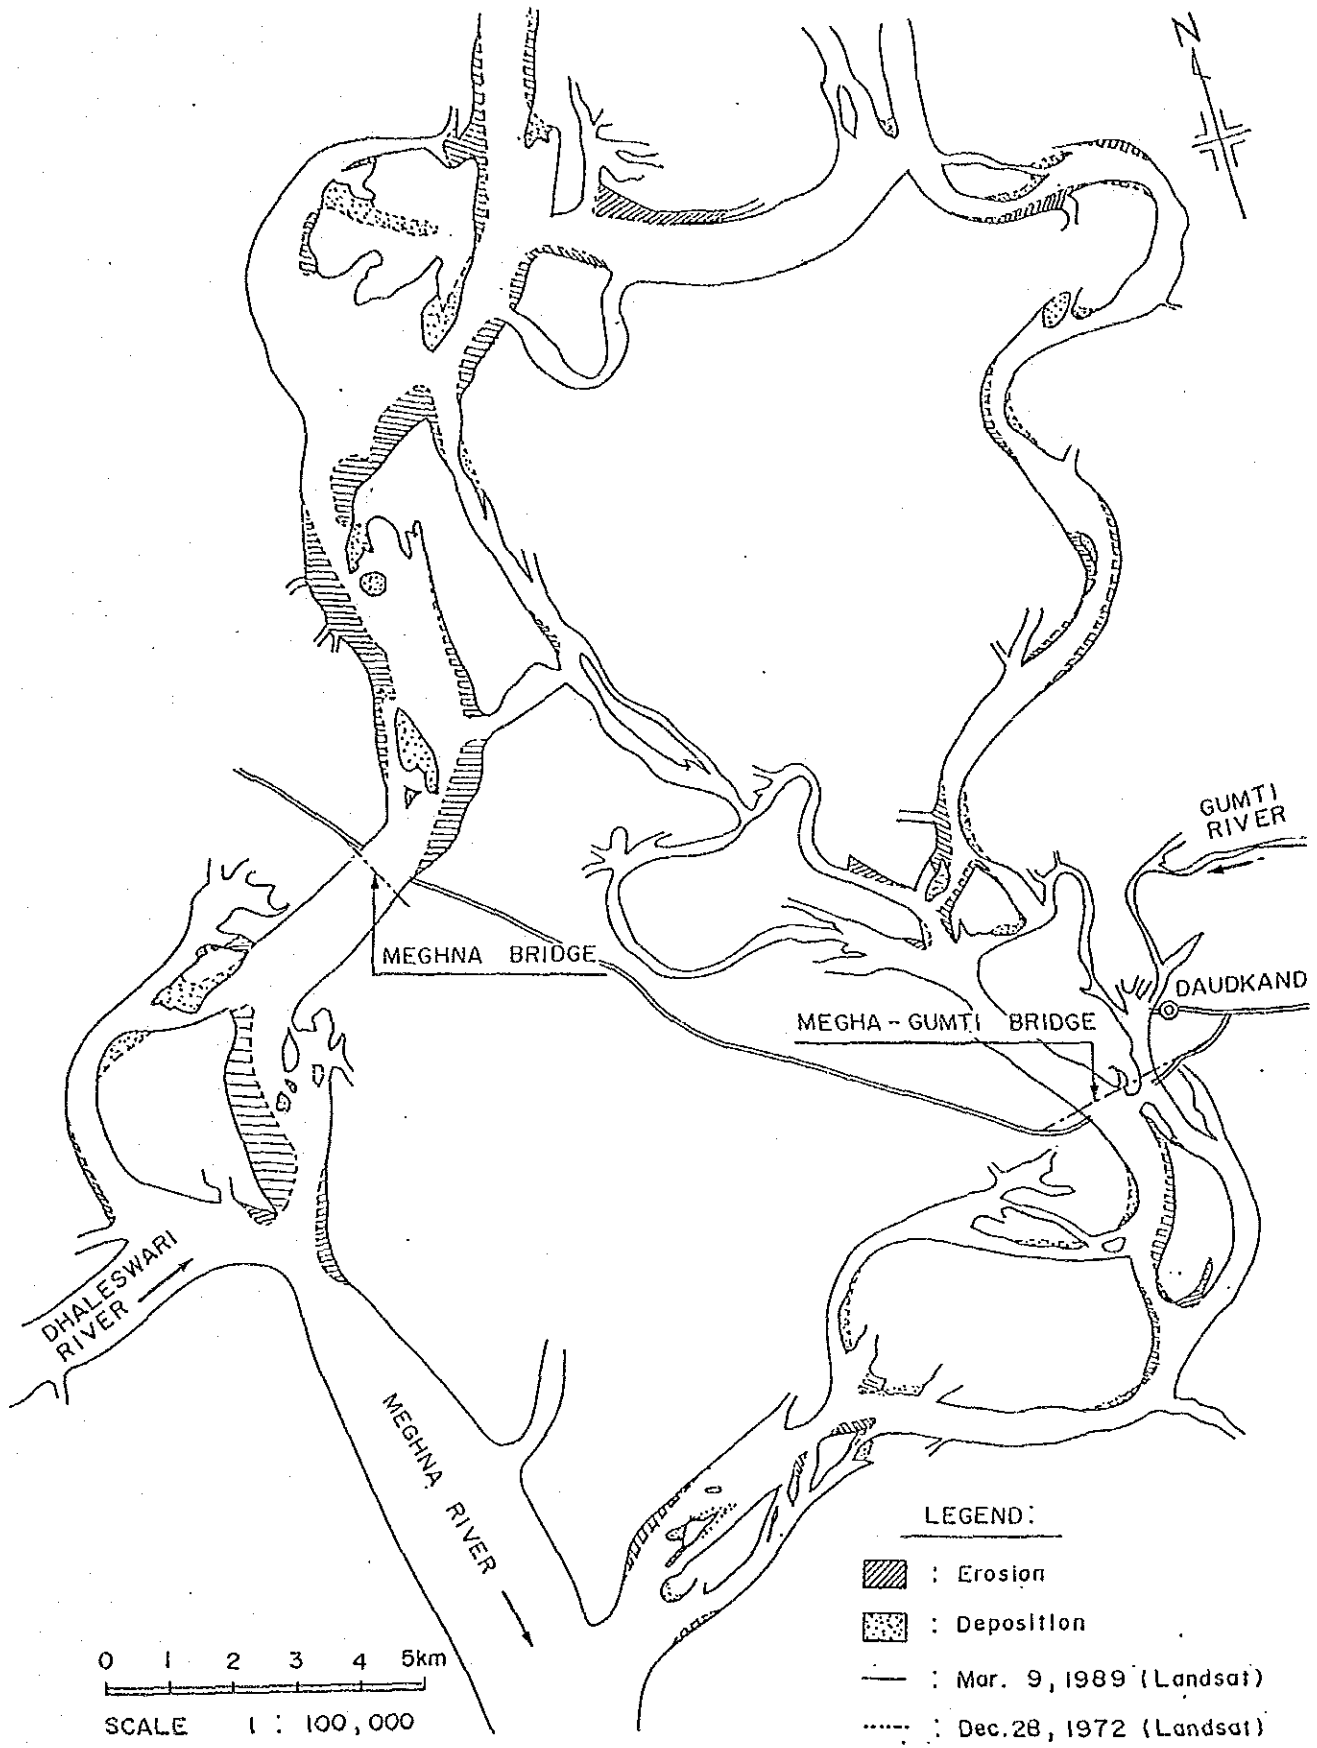 N
GUMTI
RIVER
MEGHNA BRIDGE
DAUDKAND
MEGHA-GUMTI BRIDGE
DHALESWARI
RIVER
MEGHNA RIVER
LEGEND:
: Erosion
: Deposition
: Mar. 9, 1989 (Landsat)
: Dec. 28, 1972 (Landsat)
0 1 2 3 4 5km
SCALE 1 : 100,000